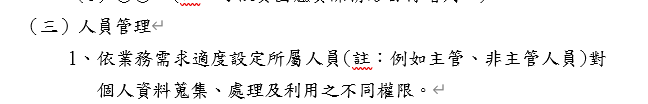 （三）人員管理
1、依業務需求適度設定所屬人員(註：例如主管、非主管人員)對
個人資料蒐集、處理及利用之不同權限。